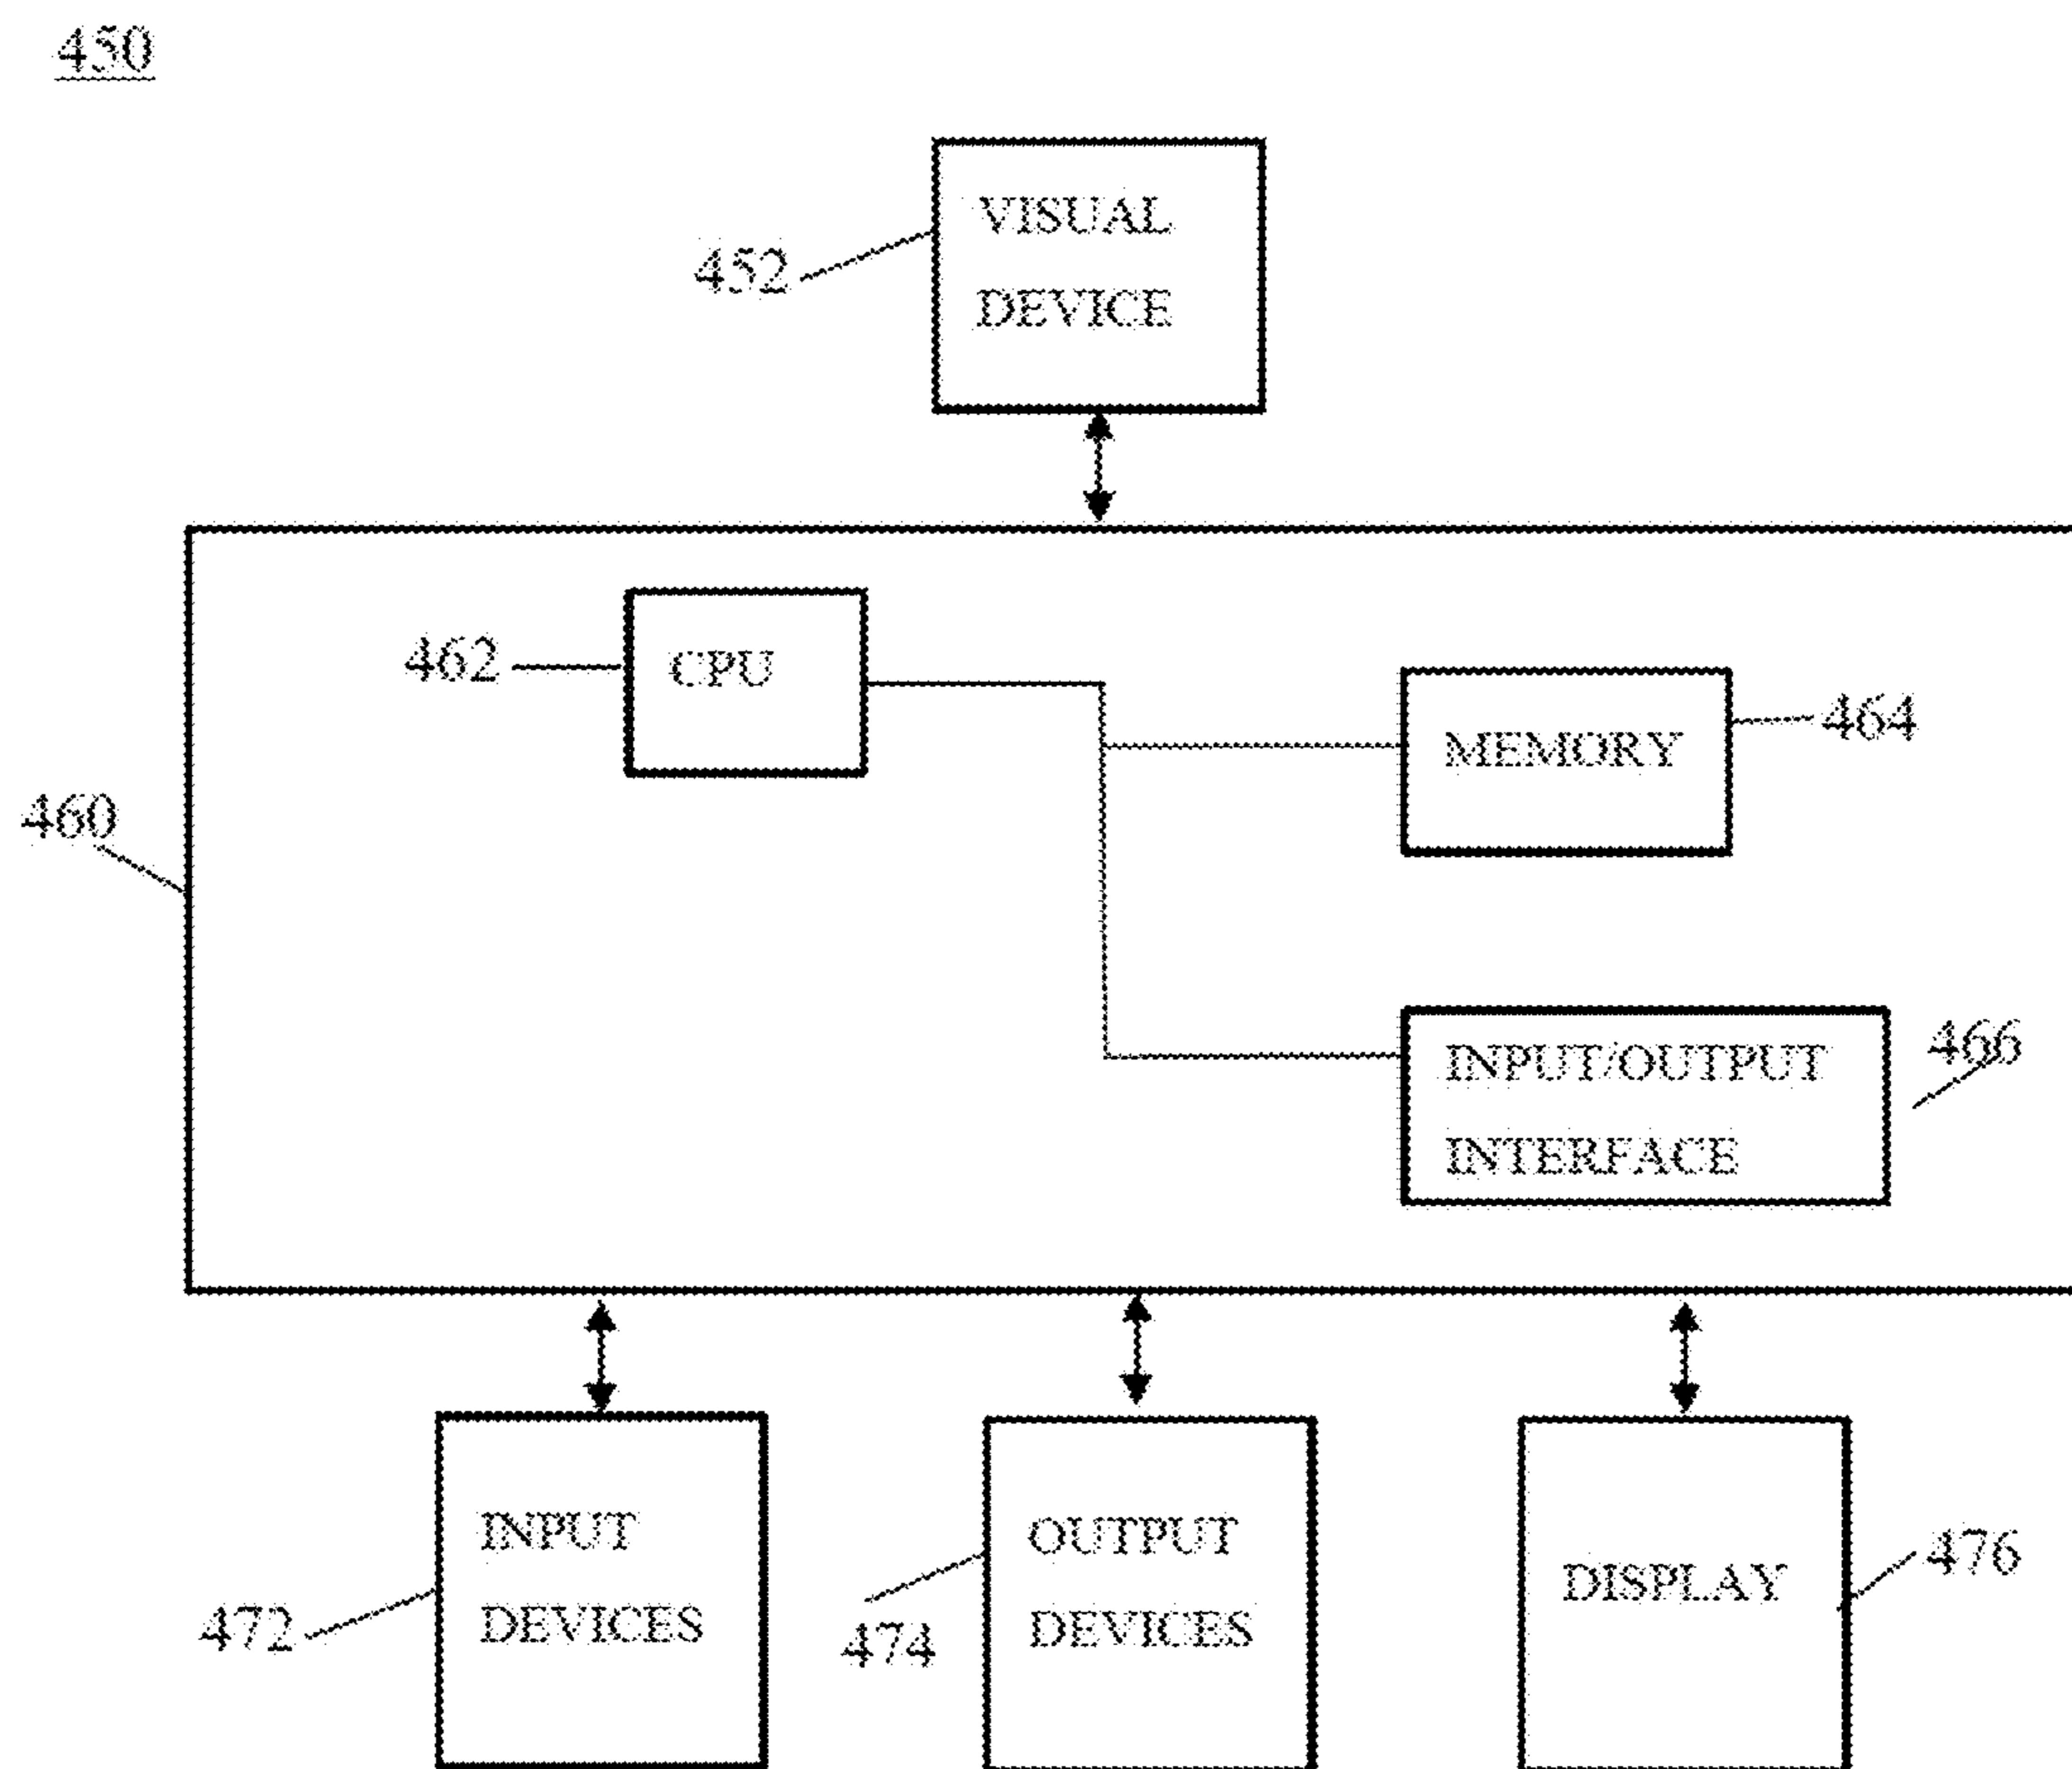 450
VISUAL
452
DEVICE
462
CPU
464
MEMORY
460
466
INPUT/OUTPUT
INTERFACE
INPUT
DEVICES
472
OUTPUT
DEVICES
474
DISPLAY
476